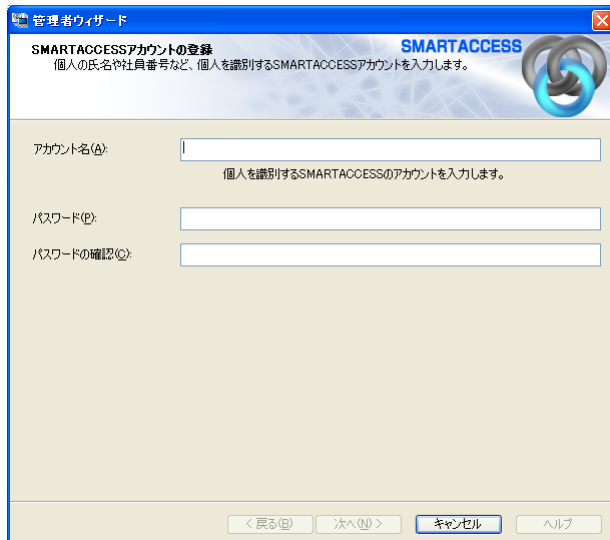 管理者ウィザード
SMARTACCESSアカウントの登録
SMARTACCESS
個人の氏名や社員番号など、個人を識別するSMARTACCESSアカウントを入力します。
アカウント名(A):
個人を識別するSMARTACCESSのアカウントを入力します。
パスワード(P):
パスワードの確認(C):
< 戻る(B)
次へ(N) >
キャンセル
ヘルプ